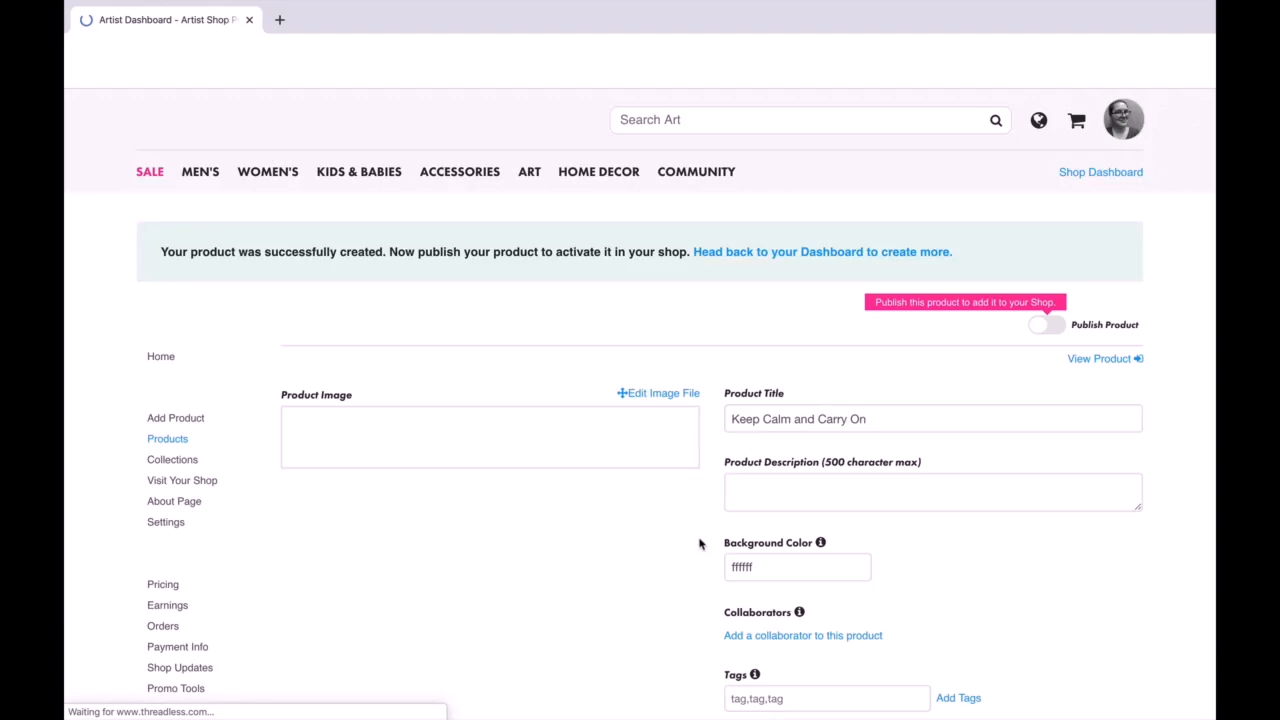 Artist Dashboard - Artist Shop P
Search Art
SALE MEN'S WOMEN'S KIDS & BABIES ACCESSORIES ART HOME DECOR COMMUNITY Shop Dashboard
Your product was successfully created. Now publish your product to activate it in your shop. Head back to your Dashboard to create more.
Publish this product to add it to your Shop.
Publish Product
View Product
Home
Add Product
Products
Collections
Visit Your Shop
About Page
Settings
Pricing
Earnings
Orders
Payment Info
Shop Updates
Promo Tools
Product Image Edit Image File
Product Title
Keep Calm and Carry On
Product Description (500 character max)
Background Color
ffffff
Collaborators
Add a collaborator to this product
Tags
tag,tag,tag Add Tags
Waiting for www.threadless.com...